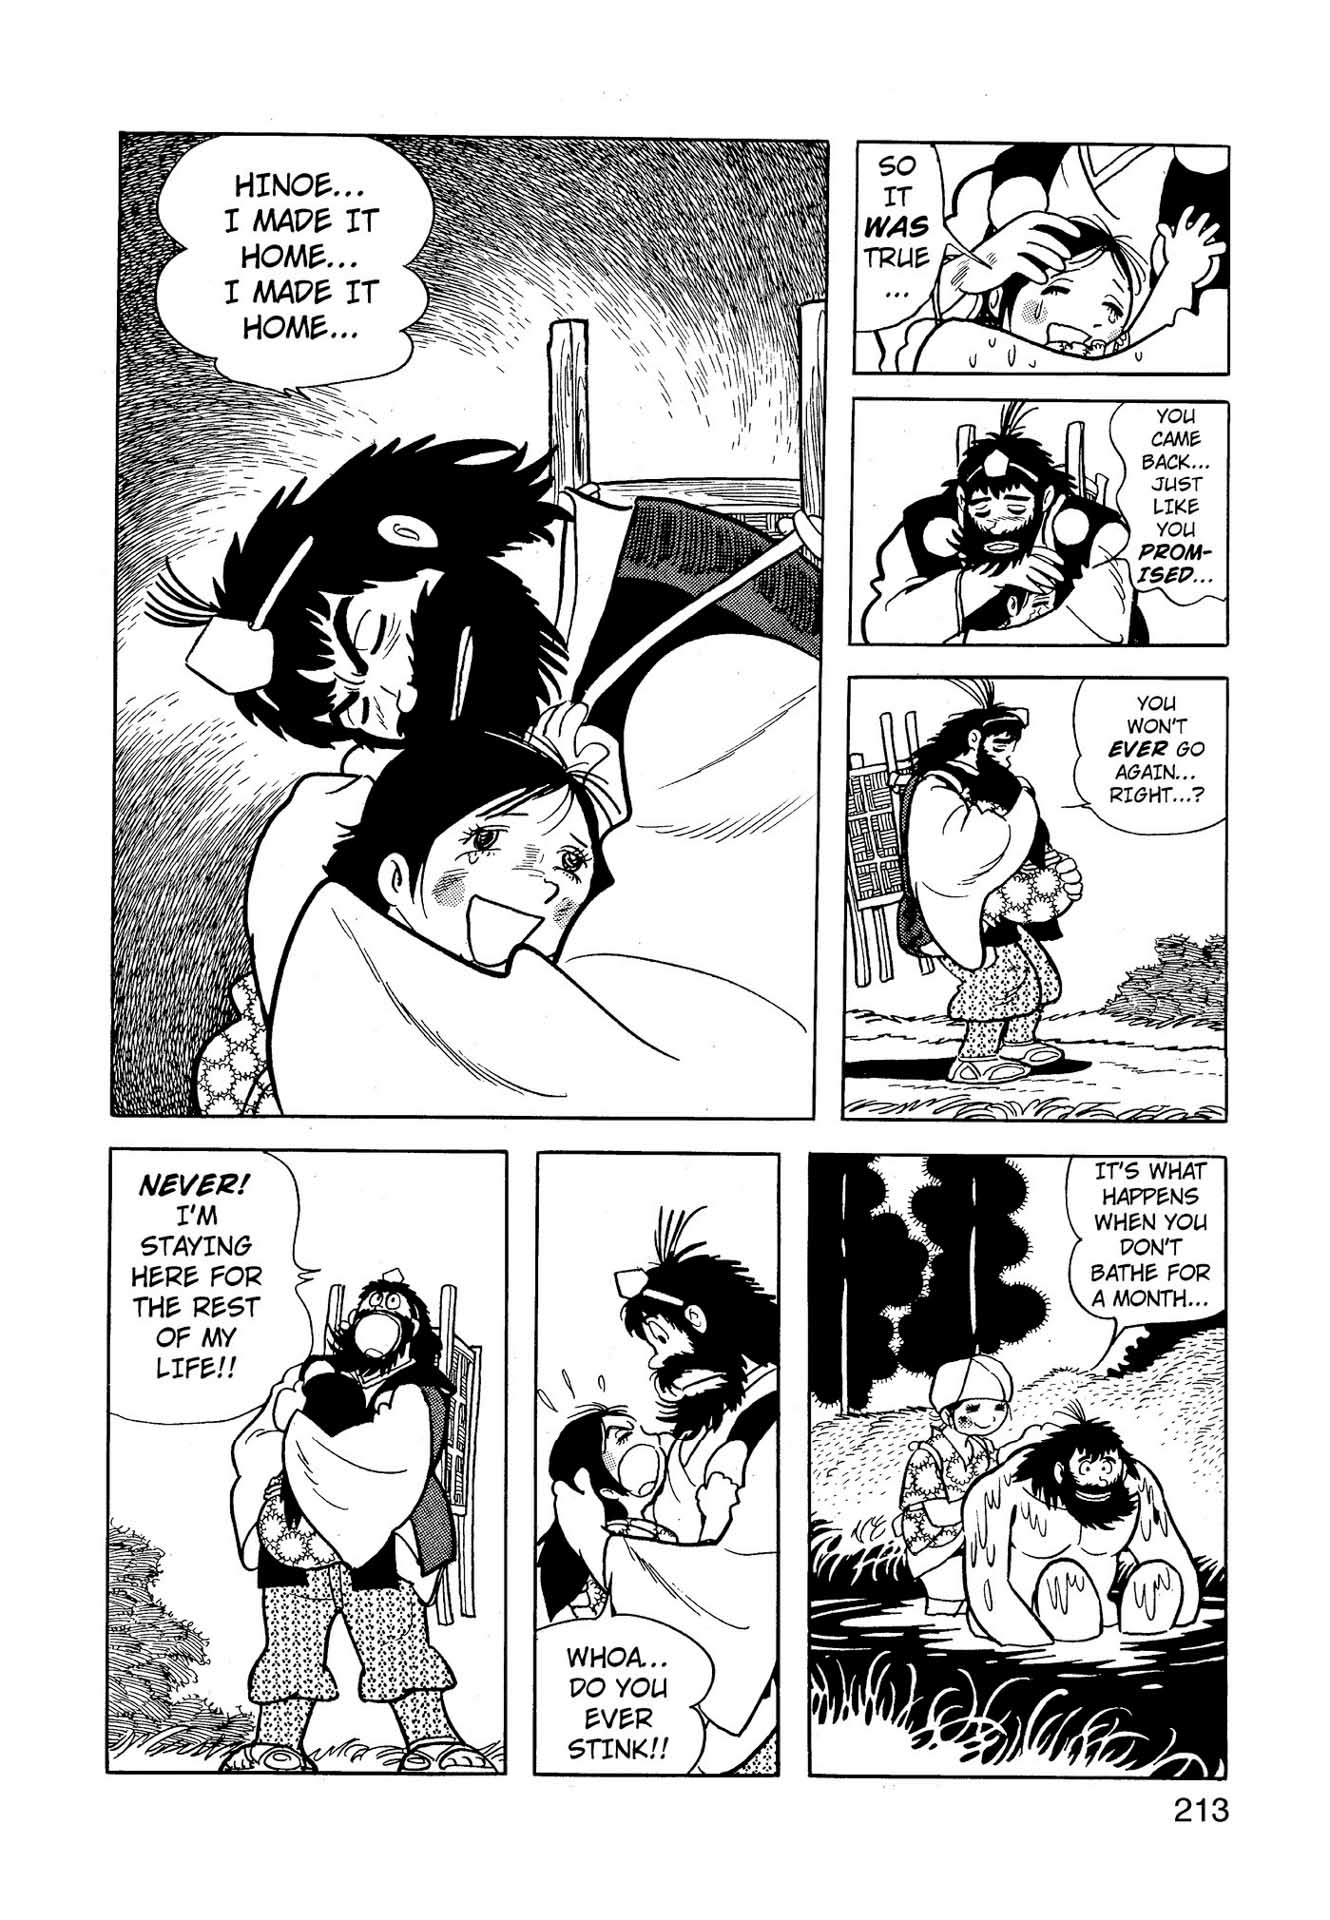 HINOE...
I MADE IT
HOME...
I MADE IT
HOME...
SO
IT
WAS
TRUE
...
YOU
CAME
BACK...
JUST
LIKE
YOU
PROM-
ISED...
YOU
WON'T
EVER GO
AGAIN...
RIGHT...?
NEVER!
I'M
STAYING
HERE FOR
THE REST
OF MY
LIFE!!
WHOA...
DO YOU
EVER
STINK!!
IT'S WHAT
HAPPENS
WHEN YOU
DON'T
BATHE FOR
A MONTH...
213